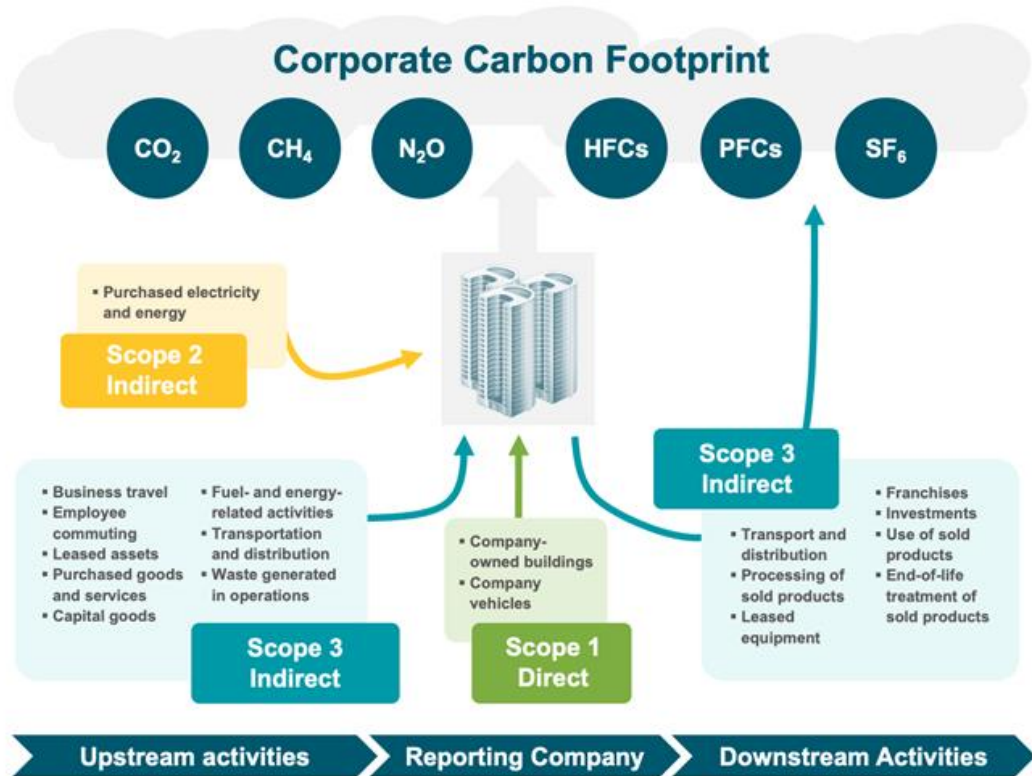 Corporate Carbon Footprint
CO₂
CH₄
N₂O
HFCs
PFCs
SF₆
▪ Purchased electricity
and energy
Scope 2
Indirect
▪ Business travel
▪ Employee
commuting
▪ Leased assets
▪ Purchased goods
and services
▪ Capital goods
▪ Fuel- and energy-
related activities
▪ Transportation
and distribution
▪ Waste generated
in operations
Scope 3
Indirect
▪ Company-
owned buildings
▪ Company
vehicles
Scope 1
Direct
Scope 3
Indirect
▪ Transport and
distribution
▪ Processing of
sold products
▪ Leased
equipment
▪ Franchises
▪ Investments
▪ Use of sold
products
▪ End-of-life
treatment of
sold products
Upstream activities
Reporting Company
Downstream Activities